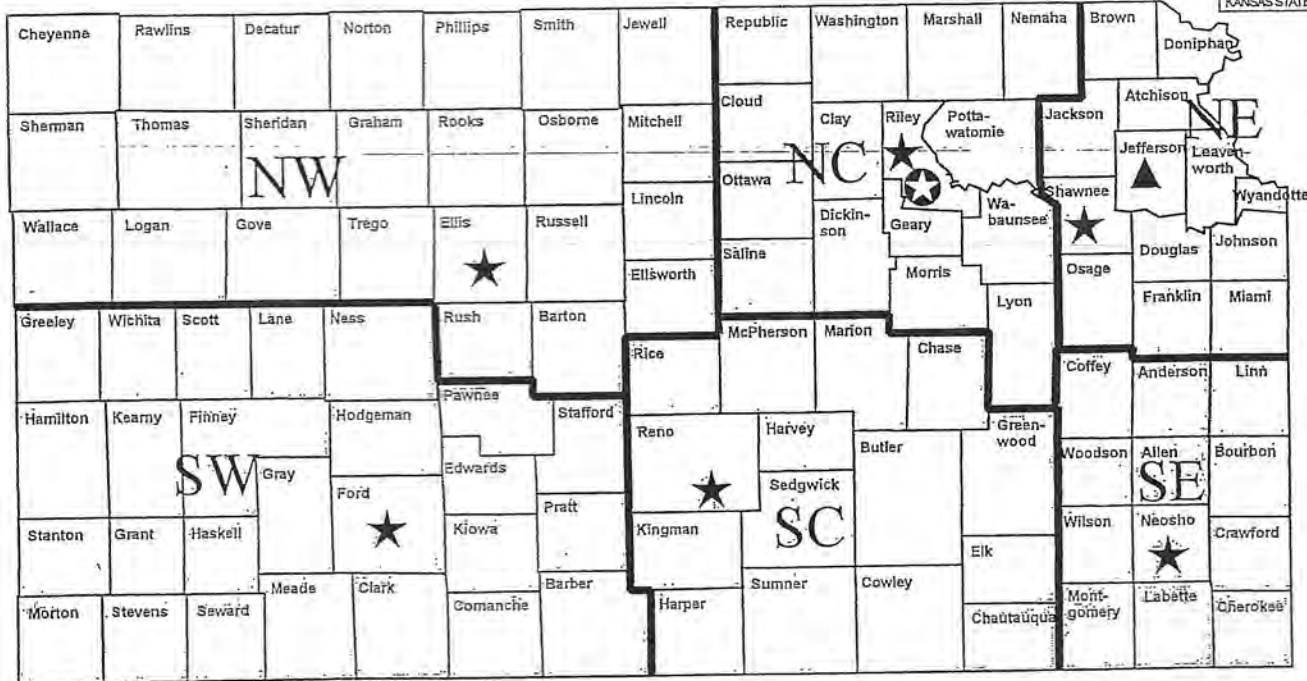 KANSAS STATE
Cheyenne Rawlins Decatur Norton Phillips Smith Jewell Republic Washington Marshall Nemaha Brown
Doniphan
Sherman Thomas Sheridan Graham Rooks Osborne Mitchell Cloud Clay Riley Potta-
watomie Jackson Atchison
NW NC NE
Jefferson Leaven-
worth
Lincoln Ottawa Shawnee Wyandotte
Wallace Logan Gove Trego Ellis Russell Dickin-
son Geary Wa-
baunsee Douglas Johnson
Ellsworth Saline Morris Osage
Lyon Franklin Miami
Greeley Wichita Scott Lane Ness Rush Barton McPherson Marion
Rice Chase
Coffey Anderson Linn
Pawnee
Hamilton Kearny Finney Hodgeman Stafford Reno Harvey Butler Green-
wood
Woodson Allen Bourbon
SW Gray Edwards Sedgwick SE
Ford Pratt SC
Stanton Grant Haskell Kiowa Kingman Wilson Neosho Crawford
Elk
Meade Clark Barber Sumner Cowley
Morton Stevens Seward Comanche Harper Chautauqua Mont-
gomery Labette Cherokee